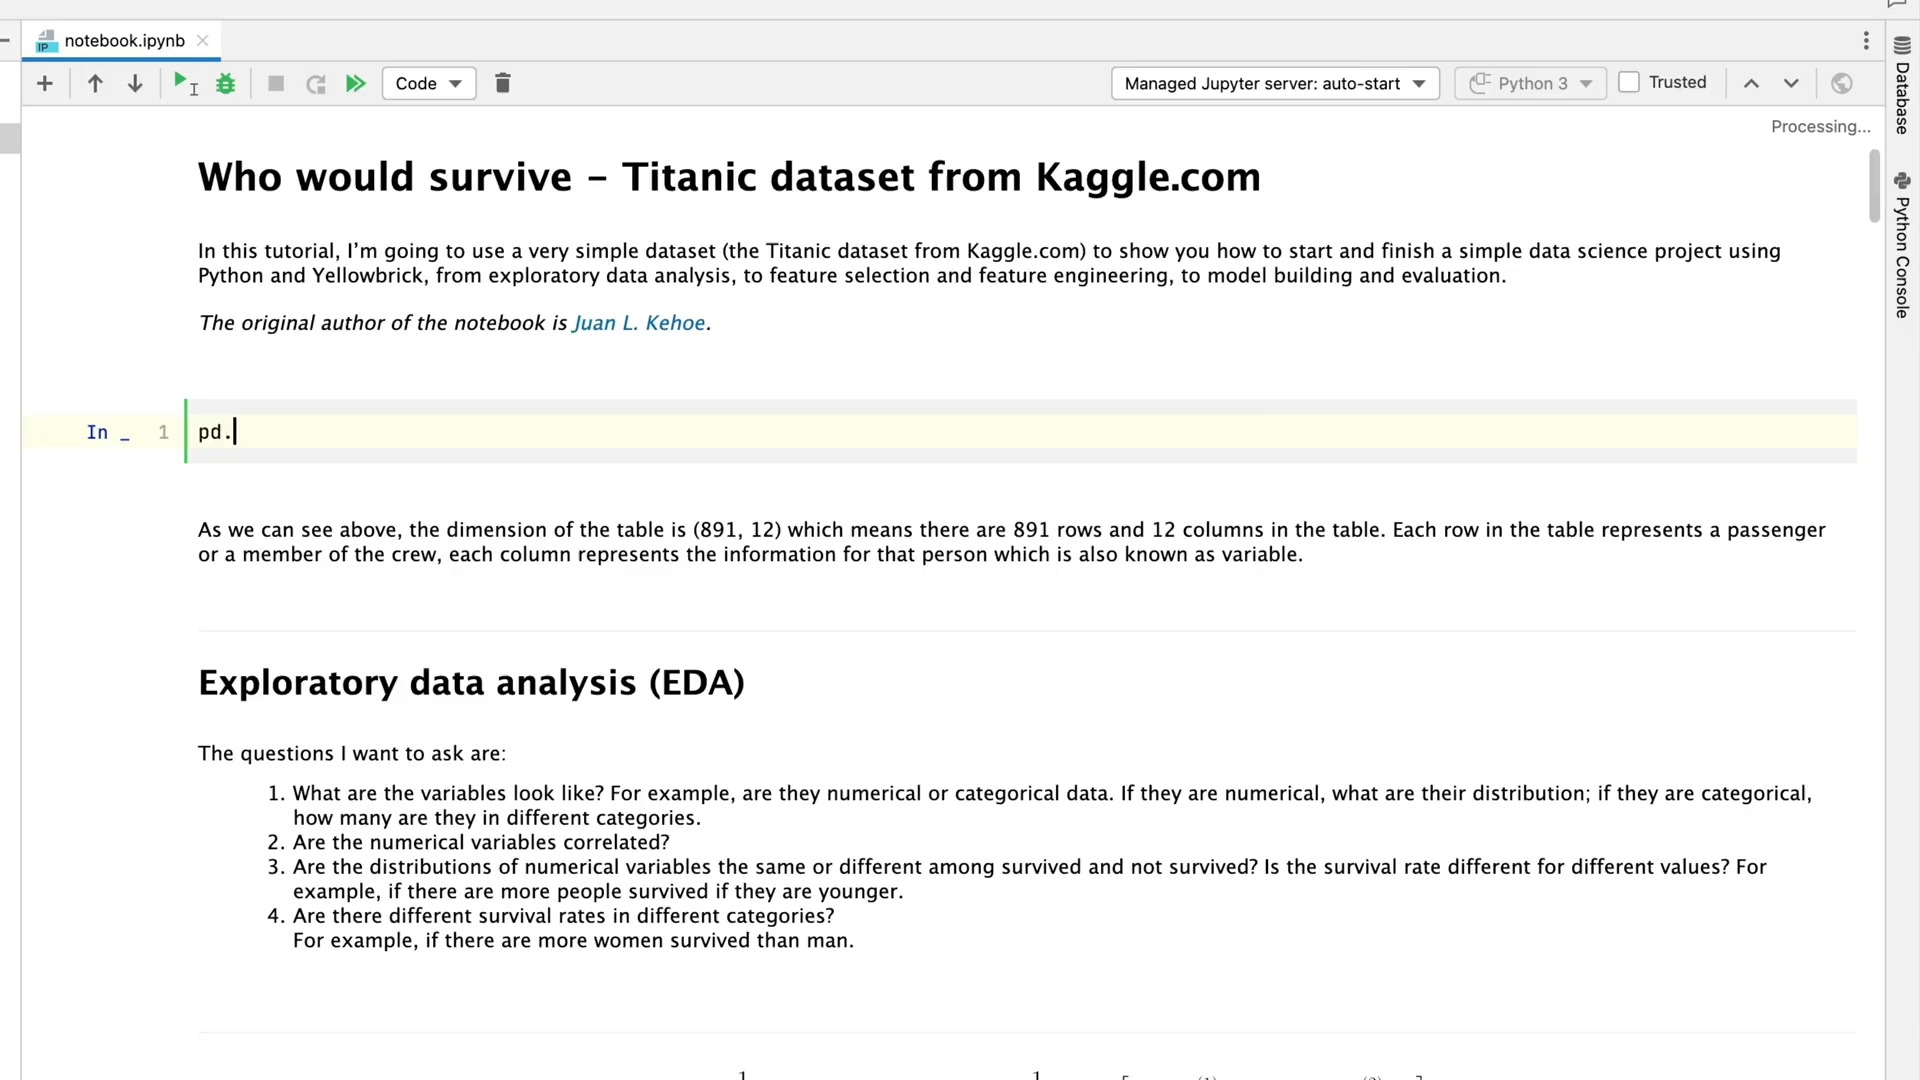 notebook.ipynb
Code
Managed Jupyter server: auto-start
Python 3
Trusted
Database
Python Console
Processing...
Who would survive – Titanic dataset from Kaggle.com
In this tutorial, I’m going to use a very simple dataset (the Titanic dataset from Kaggle.com) to show you how to start and finish a simple data science project using
Python and Yellowbrick, from exploratory data analysis, to feature selection and feature engineering, to model building and evaluation.
The original author of the notebook is Juan L. Kehoe.
In _ 1 pd.
As we can see above, the dimension of the table is (891, 12) which means there are 891 rows and 12 columns in the table. Each row in the table represents a passenger
or a member of the crew, each column represents the information for that person which is also known as variable.
Exploratory data analysis (EDA)
The questions I want to ask are:
1. What are the variables look like? For example, are they numerical or categorical data. If they are numerical, what are their distribution; if they are categorical,
how many are they in different categories.
2. Are the numerical variables correlated?
3. Are the distributions of numerical variables the same or different among survived and not survived? Is the survival rate different for different values? For
example, if there are more people survived if they are younger.
4. Are there different survival rates in different categories?
For example, if there are more women survived than man.